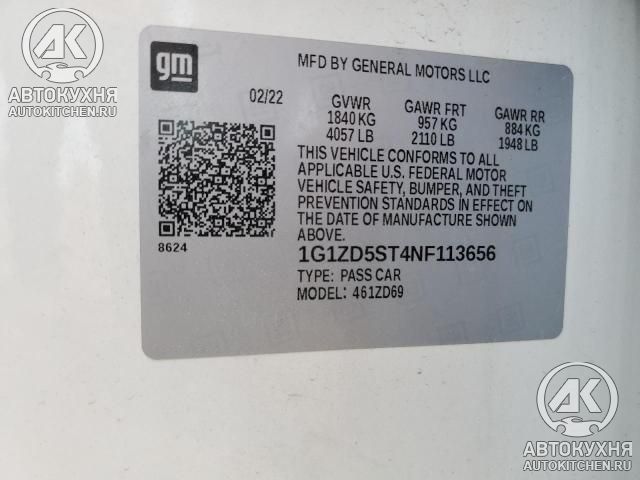 gm
MFD BY GENERAL MOTORS LLC
02/22
GVWR
1840 KG
4057 LB
GAWR FRT
957 KG
2110 LB
GAWR RR
884 KG
1948 LB
THIS VEHICLE CONFORMS TO ALL
APPLICABLE U.S. FEDERAL MOTOR
VEHICLE SAFETY, BUMPER, AND THEFT
PREVENTION STANDARDS IN EFFECT ON
THE DATE OF MANUFACTURE SHOWN
ABOVE.
8624
1G1ZD5ST4NF113656
TYPE: PASS CAR
MODEL: 461ZD69
АК
АВТОКУХНЯ
AUTOKITCHEN.RU
АК
АВТОКУХНЯ
AUTOKITCHEN.RU